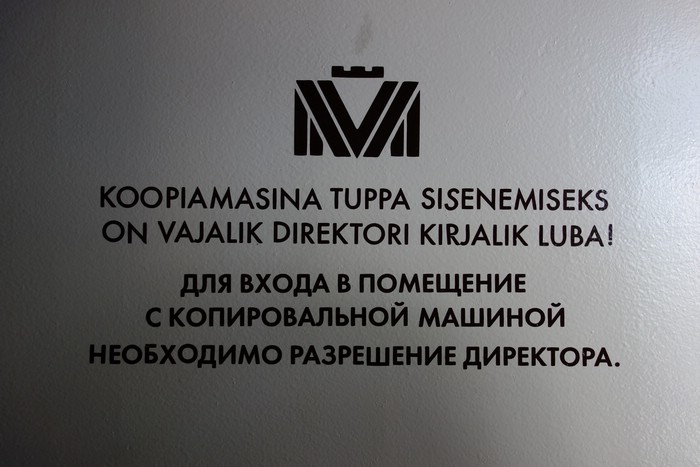 KOOPIAMASINA TUPPA SISENEMISEKS
ON VAJALIK DIREKTORI KIRJALIK LUBA!
ДЛЯ ВХОДА В ПОМЕЩЕНИЕ
С КОПИРОВАЛЬНОЙ МАШИНОЙ
НЕОБХОДИМО РАЗРЕШЕНИЕ ДИРЕКТОРА.